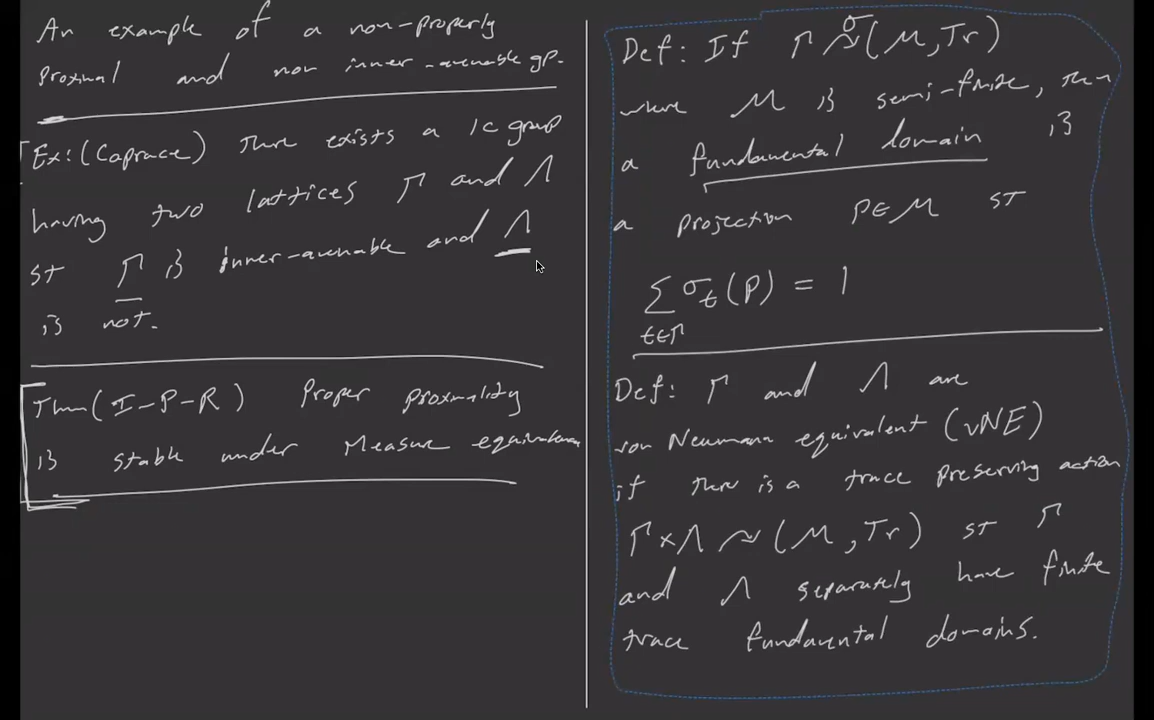 An example of a non-properly
proximal and non inner-amenable gp.
Ex: (Caprace) There exists a lc group
having two lattices Γ and Λ
st Γ is inner-amenable and Λ
is not.
Thm (I-P-R) Proper proximality
is stable under Measure equivalence
Def: If Γ ↷^σ (M, Tr)
where M is semi-finite, then
a fundamental domain is
a projection P∈M st
∑_{t∈Γ} σ_t(P) = 1
Def: Γ and Λ are
von Neumann equivalent (vNE)
if there is a trace preserving action
Γ×Λ ↷ (M, Tr) st Γ
and Λ separately have finite
trace fundamental domains.